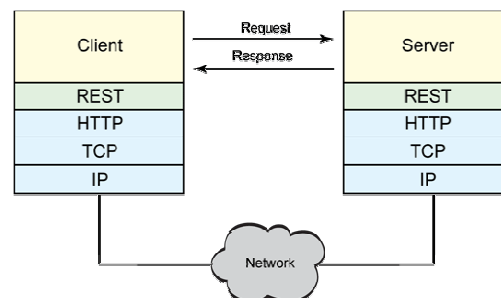 Client
Request
Response
Server
REST
HTTP
TCP
IP
REST
HTTP
TCP
IP
Network